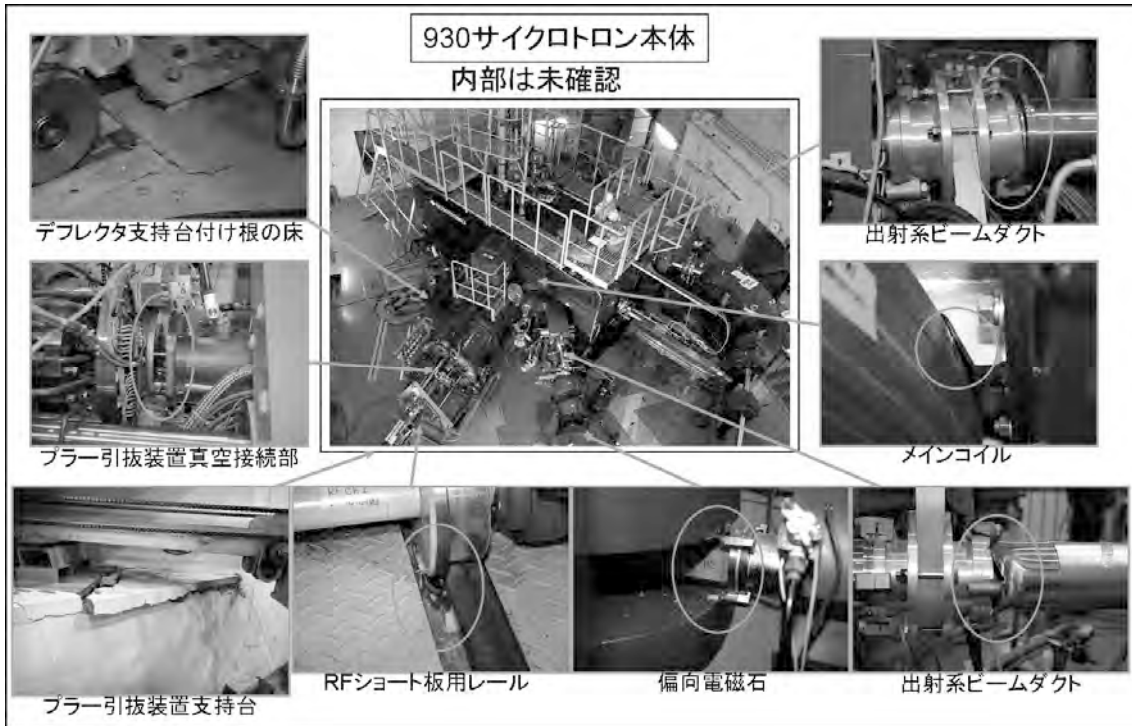 930サイクロトロン本体
内部は未確認
デフレクタ支持台付け根の床
出射系ビームダクト
プラー引抜装置真空接続部
メインコイル
プラー引抜装置支持台
RFショート板用レール
偏向電磁石
出射系ビームダクト